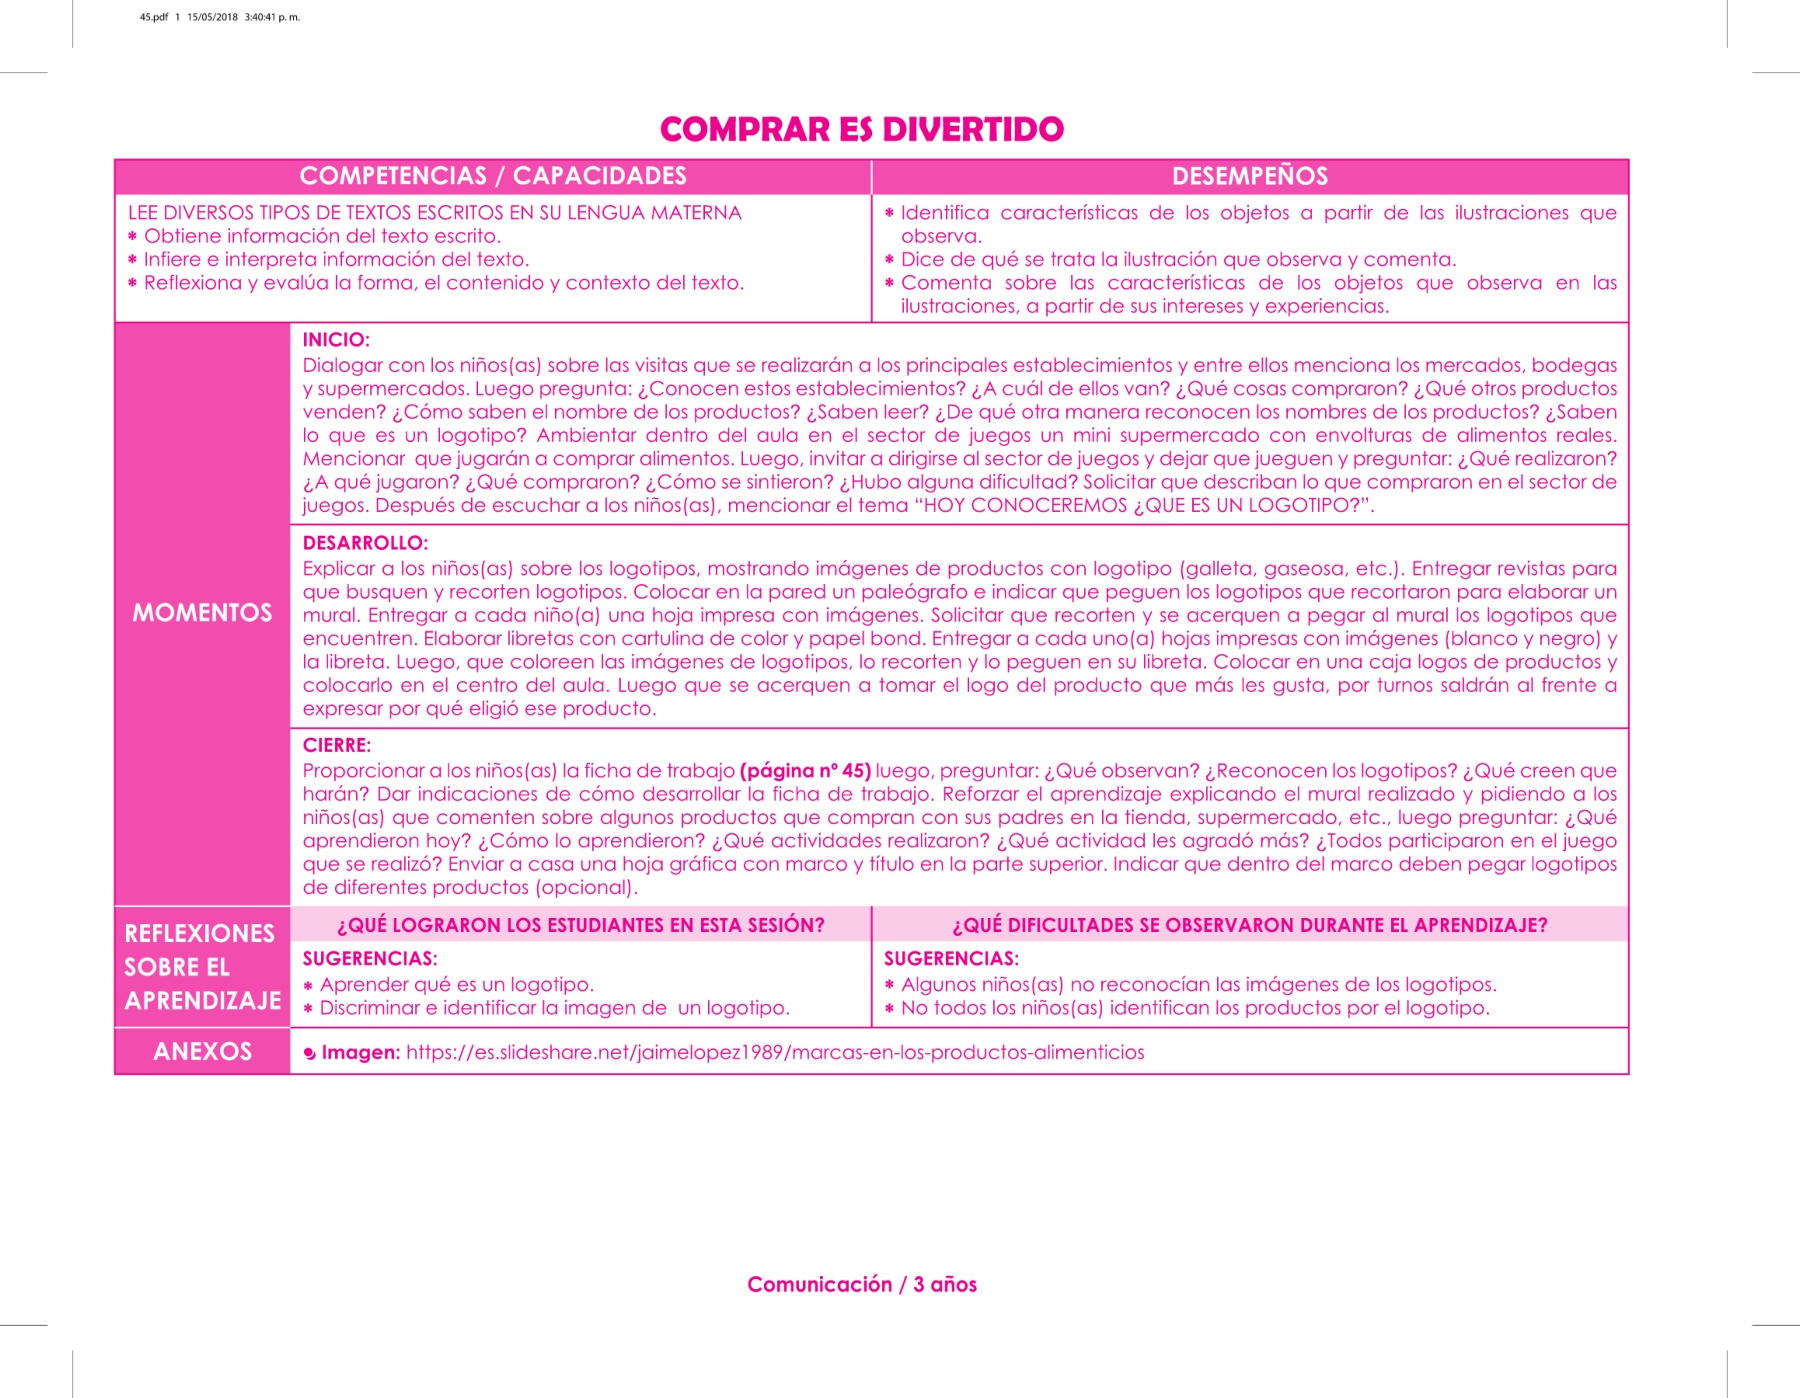 45.pdf   1   15/05/2018   3:40:41 p. m.
COMPRAR ES DIVERTIDO
COMPETENCIAS / CAPACIDADES
LEE DIVERSOS TIPOS DE TEXTOS ESCRITOS EN SU LENGUA MATERNA
* Obtiene información del texto escrito.
* Infiere e interpreta información del texto.
* Reflexiona y evalúa la forma, el contenido y contexto del texto.
DESEMPEÑOS
* Identifica características de los objetos a partir de las ilustraciones que
observa.
* Dice de qué se trata la ilustración que observa y comenta.
* Comenta sobre las características de los objetos que observa en las
ilustraciones, a partir de sus intereses y experiencias.
MOMENTOS
INICIO:
Dialogar con los niños(as) sobre las visitas que se realizarán a los principales establecimientos y entre ellos menciona los mercados, bodegas
y supermercados. Luego pregunta: ¿Conocen estos establecimientos? ¿A cuál de ellos van? ¿Qué cosas compraron? ¿Qué otros productos
venden? ¿Cómo saben el nombre de los productos? ¿Saben leer? ¿De qué otra manera reconocen los nombres de los productos? ¿Saben
lo que es un logotipo? Ambientar dentro del aula en el sector de juegos un mini supermercado con envolturas de alimentos reales.
Mencionar que jugarán a comprar alimentos. Luego, invitar a dirigirse al sector de juegos y dejar que jueguen y preguntar: ¿Qué realizaron?
¿A qué jugaron? ¿Qué compraron? ¿Cómo se sintieron? ¿Hubo alguna dificultad? Solicitar que describan lo que compraron en el sector de
juegos. Después de escuchar a los niños(as), mencionar el tema “HOY CONOCEREMOS ¿QUE ES UN LOGOTIPO?”.
DESARROLLO:
Explicar a los niños(as) sobre los logotipos, mostrando imágenes de productos con logotipo (galleta, gaseosa, etc.). Entregar revistas para
que busquen y recorten logotipos. Colocar en la pared un paleógrafo e indicar que peguen los logotipos que recortaron para elaborar un
mural. Entregar a cada niño(a) una hoja impresa con imágenes. Solicitar que recorten y se acerquen a pegar al mural los logotipos que
encuentren. Elaborar libretas con cartulina de color y papel bond. Entregar a cada uno(a) hojas impresas con imágenes (blanco y negro) y
la libreta. Luego, que coloreen las imágenes de logotipos, lo recorten y lo peguen en su libreta. Colocar en una caja logos de productos y
colocarlo en el centro del aula. Luego que se acerquen a tomar el logo del producto que más les gusta, por turnos saldrán al frente a
expresar por qué eligió ese producto.
CIERRE:
Proporcionar a los niños(as) la ficha de trabajo (página nº 45) luego, preguntar: ¿Qué observan? ¿Reconocen los logotipos? ¿Qué creen que
harán? Dar indicaciones de cómo desarrollar la ficha de trabajo. Reforzar el aprendizaje explicando el mural realizado y pidiendo a los
niños(as) que comenten sobre algunos productos que compran con sus padres en la tienda, supermercado, etc., luego preguntar: ¿Qué
aprendieron hoy? ¿Cómo lo aprendieron? ¿Qué actividades realizaron? ¿Qué actividad les agradó más? ¿Todos participaron en el juego
que se realizó? Enviar a casa una hoja gráfica con marco y título en la parte superior. Indicar que dentro del marco deben pegar logotipos
de diferentes productos (opcional).
REFLEXIONES
SOBRE EL
APRENDIZAJE
¿QUÉ LOGRARON LOS ESTUDIANTES EN ESTA SESIÓN?
SUGERENCIAS:
* Aprender qué es un logotipo.
* Discriminar e identificar la imagen de un logotipo.
¿QUÉ DIFICULTADES SE OBSERVARON DURANTE EL APRENDIZAJE?
SUGERENCIAS:
* Algunos niños(as) no reconocían las imágenes de los logotipos.
* No todos los niños(as) identifican los productos por el logotipo.
ANEXOS
Imagen: https://es.slideshare.net/jaimelopez1989/marcas-en-los-productos-alimenticios
Comunicación / 3 años